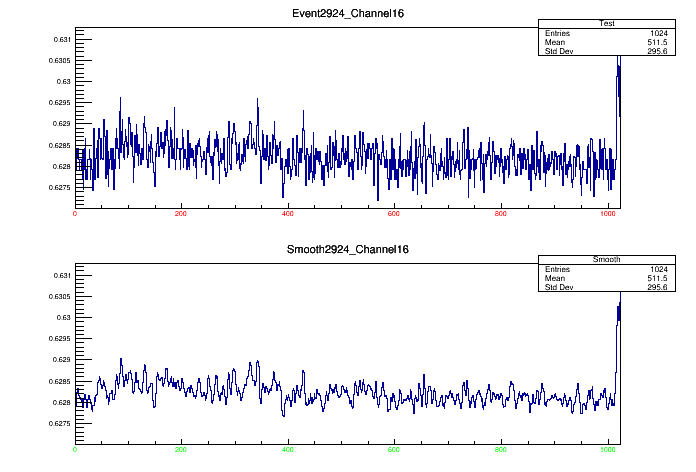 Event2924_Channel16
Test
Entries 1024
Mean 511.5
Std Dev 295.6
0.631
0.6305
0.63
0.6295
0.629
0.6285
0.628
0.6275
0 200 400 600 800 1000
Smooth2924_Channel16
Smooth
Entries 1024
Mean 511.5
Std Dev 295.6
0.631
0.6305
0.63
0.629
0.6285
0.628
0.6275
0 200 400 600 800 1000